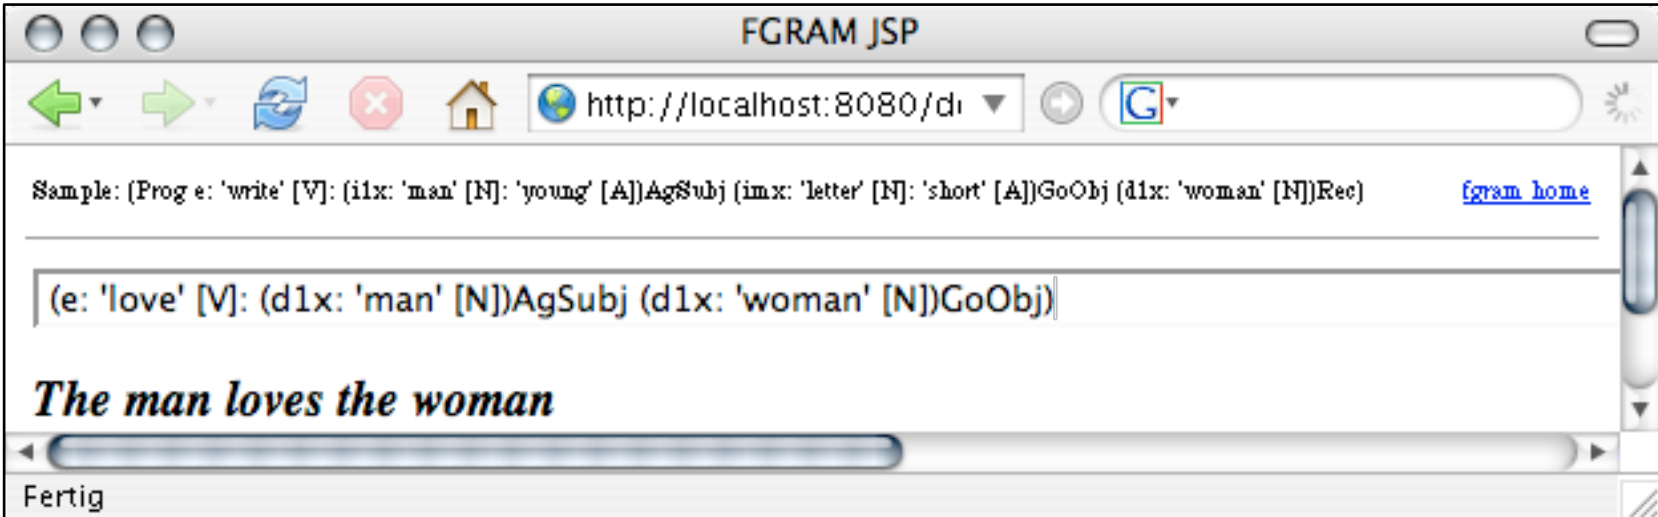 FGRAM JSP
http://localhost:8080/d
G
Sample: (Prog e: 'write' [V]: (i1x: 'man' [N]: 'young' [A])AgSubj (imx: 'letter' [N]: 'short' [A])GoObj (d1x: 'woman' [N])Rec) fgram home
(e: 'love' [V]: (d1x: 'man' [N])AgSubj (d1x: 'woman' [N])GoObj)
The man loves the woman
Fertig